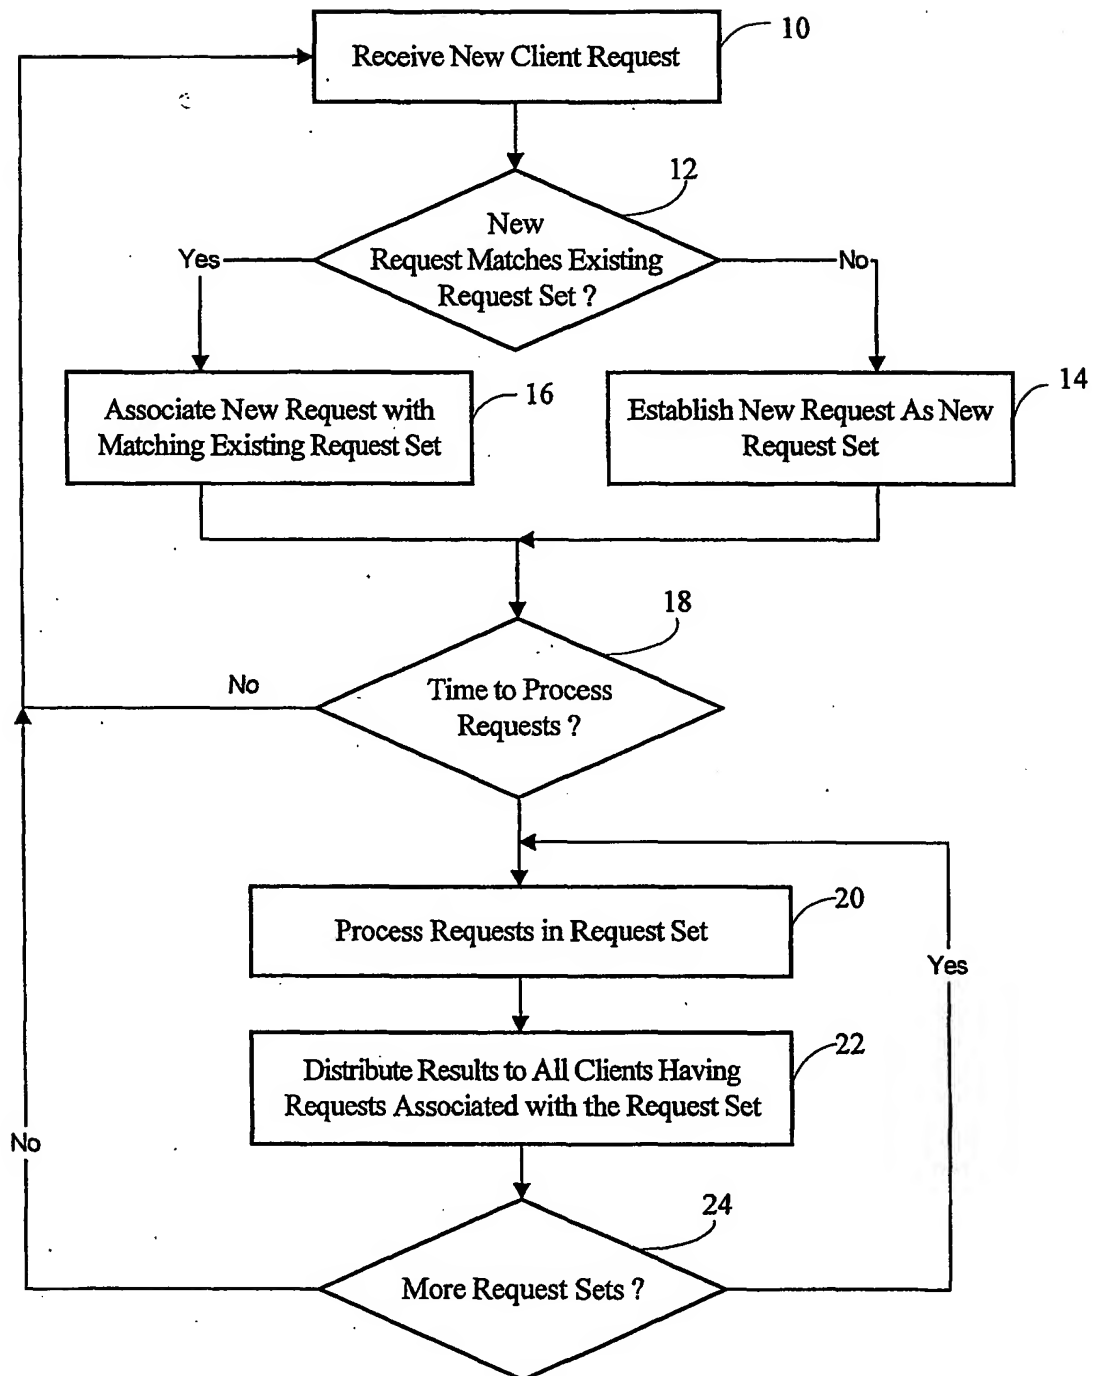 10
Receive New Client Request
12
New
Request Matches Existing
Request Set ?
Yes
No
16
Associate New Request with
Matching Existing Request Set
14
Establish New Request As New
Request Set
18
Time to Process
Requests ?
No
20
Process Requests in Request Set
Yes
22
Distribute Results to All Clients Having
Requests Associated with the Request Set
No
24
More Request Sets ?